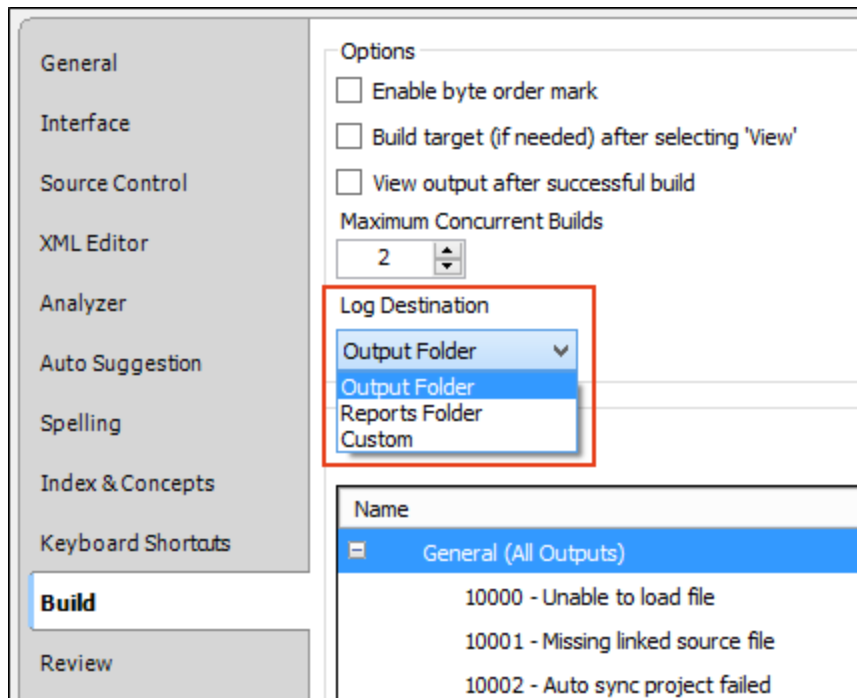 General
Interface
Source Control
XML Editor
Analyzer
Auto Suggestion
Spelling
Index & Concepts
Keyboard Shortcuts
Build
Review
Options
Enable byte order mark
Build target (if needed) after selecting 'View'
View output after successful build
Maximum Concurrent Builds
2
Log Destination
Output Folder
Output Folder
Reports Folder
Custom
Name
General (All Outputs)
10000 - Unable to load file
10001 - Missing linked source file
10002 - Auto sync project failed